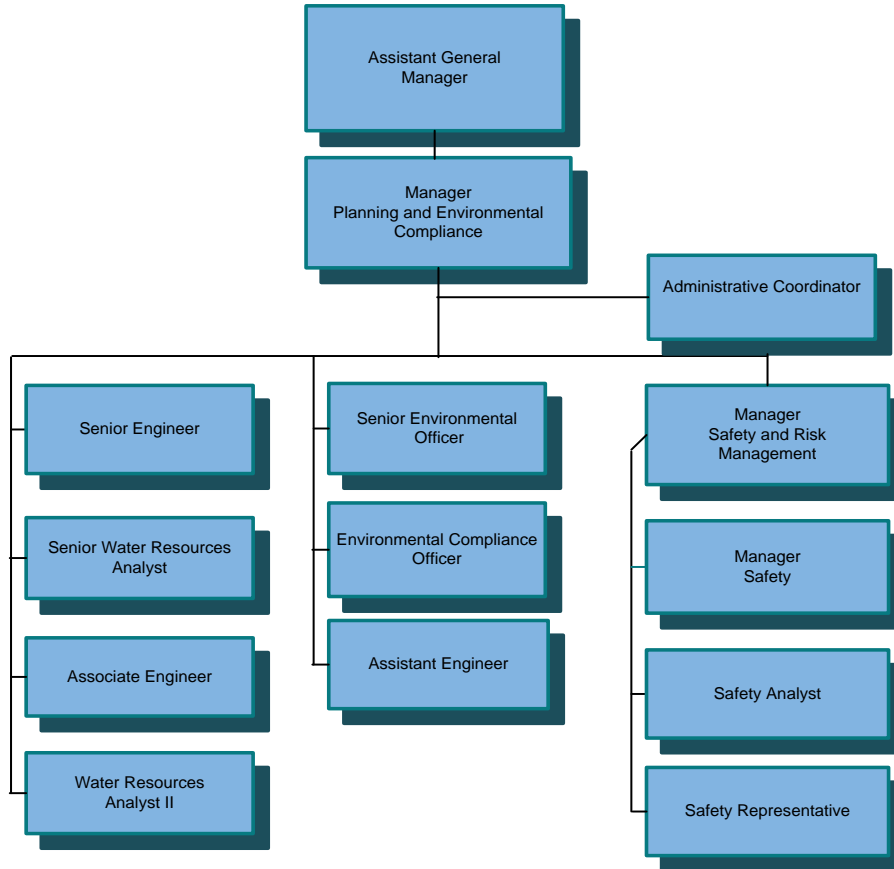 Assistant General
Manager
Manager
Planning and Environmental
Compliance
Administrative Coordinator
Senior Engineer
Senior Water Resources
Analyst
Associate Engineer
Water Resources
Analyst II
Senior Environmental
Officer
Environmental Compliance
Officer
Assistant Engineer
Manager
Safety and Risk
Management
Manager
Safety
Safety Analyst
Safety Representative